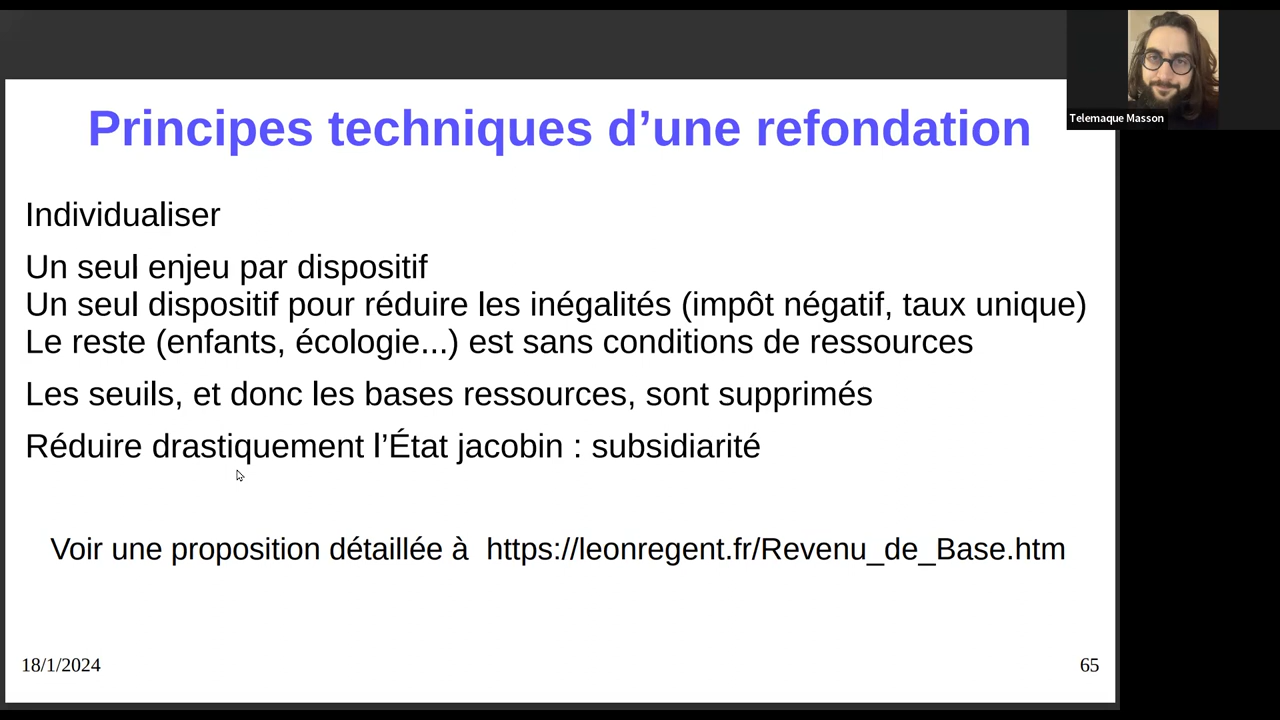 Principes techniques d’une refondation
Telemaque Masson
Individualiser
Un seul enjeu par dispositif
Un seul dispositif pour réduire les inégalités (impôt négatif, taux unique)
Le reste (enfants, écologie...) est sans conditions de ressources
Les seuils, et donc les bases ressources, sont supprimés
Réduire drastiquement l’État jacobin : subsidiarité
Voir une proposition détaillée à  https://leonregent.fr/Revenu_de_Base.htm
18/1/2024
65